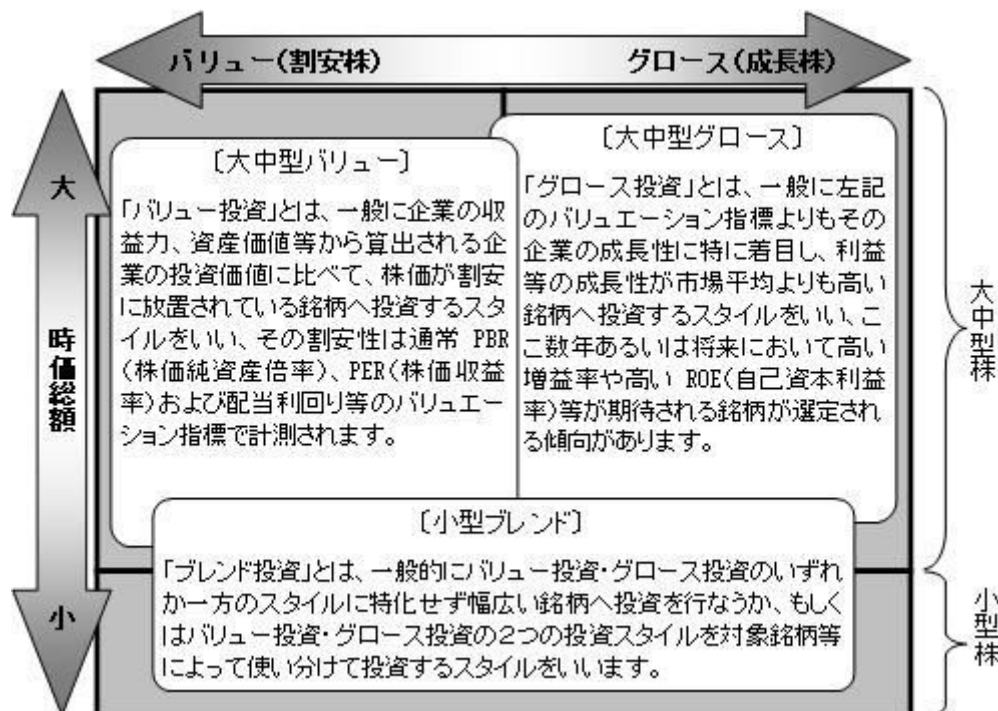 バリュー(割安株)
グロース(成長株)
大
時価総額
小
〔大中型バリュー〕
「バリュー投資」とは、一般に企業の収
益力、資産価値等から算出される企
業の投資価値に比べて、株価が割安
に放置されている銘柄へ投資するスタ
イルをいい、その割安性は通常 PBR
(株価純資産倍率)、PER(株価収益
率)および配当利回り等のバリュエー
ション指標で計測されます。
〔大中型グロース〕
「グロース投資」とは、一般に左記
のバリュエーション指標よりもその
企業の成長性に特に着目し、利益
等の成長性が市場平均よりも高い
銘柄へ投資するスタイルをいい、こ
こ数年あるいは将来において高い
増益率や高い ROE(自己資本利益
率)等が期待される銘柄が選定され
る傾向があります。
〔小型ブレンド〕
「ブレンド投資」とは、一般的にバリュー投資・グロース投資のいずれ
か一方のスタイルに特化せず幅広い銘柄へ投資を行なうか、もしく
はバリュー投資・グロース投資の2つの投資スタイルを対象銘柄等
によって使い分けて投資するスタイルをいいます。
大中型株
小型株